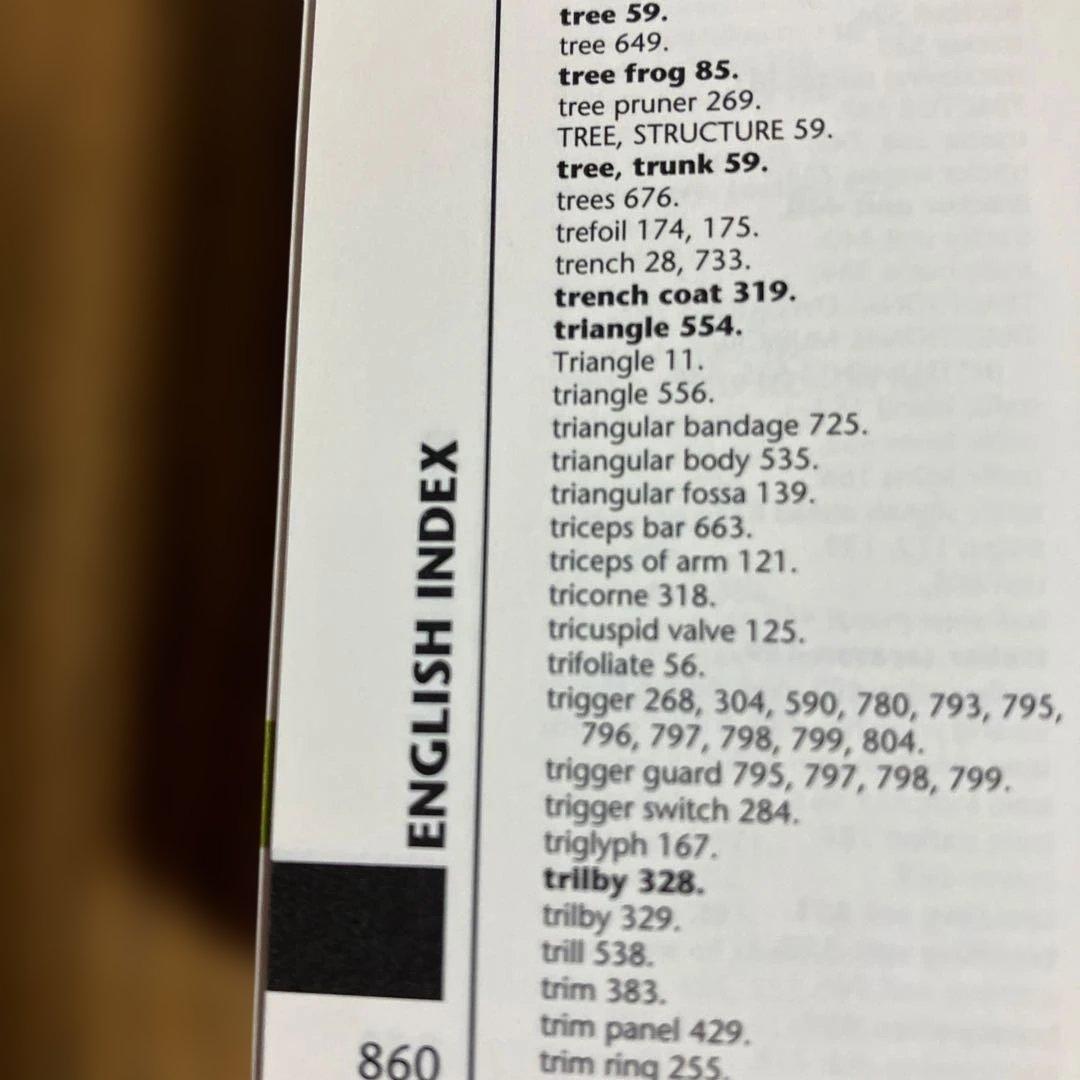 tree 59.
tree 649.
tree frog 85.
tree pruner 269.
TREE, STRUCTURE 59.
tree, trunk 59.
trees 676.
trefoil 174, 175.
trench 28, 733.
trench coat 319.
triangle 554.
Triangle 11.
triangle 556.
triangular bandage 725.
triangular body 535.
triangular fossa 139.
triceps bar 663.
triceps of arm 121.
tricorne 318.
tricuspid valve 125.
trifoliate 56.
trigger 268, 304, 590, 780, 793, 795,
796, 797, 798, 799, 804.
trigger guard 795, 797, 798, 799.
trigger switch 284.
triglyph 167.
trilby 328.
trilby 329.
trill 538.
trim 383.
trim panel 429.
trim ring 255.
ENGLISH INDEX
860